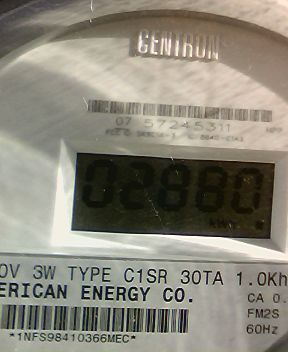 CENTRON
07 57245311
02880
0V 3W TYPE C1SR 30TA 1.0Kh
ERICAN ENERGY CO.
CA 0.
FM2S
60Hz
*1NFS98410366MEC*